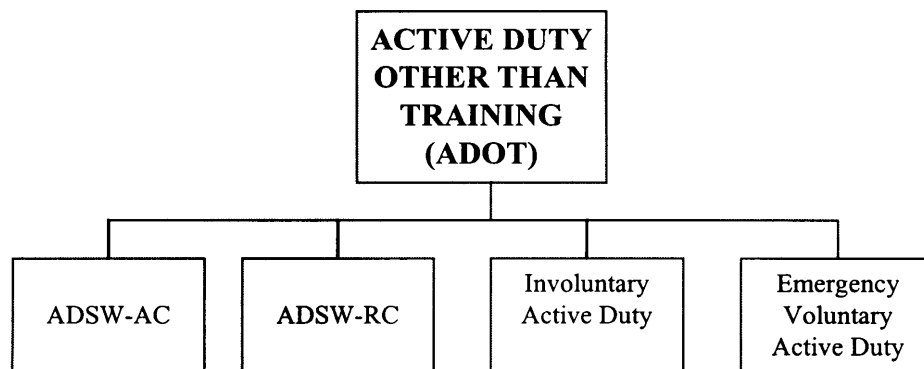 ACTIVE DUTY
OTHER THAN
TRAINING
(ADOT)
ADSW-AC
ADSW-RC
Involuntary
Active Duty
Emergency
Voluntary
Active Duty